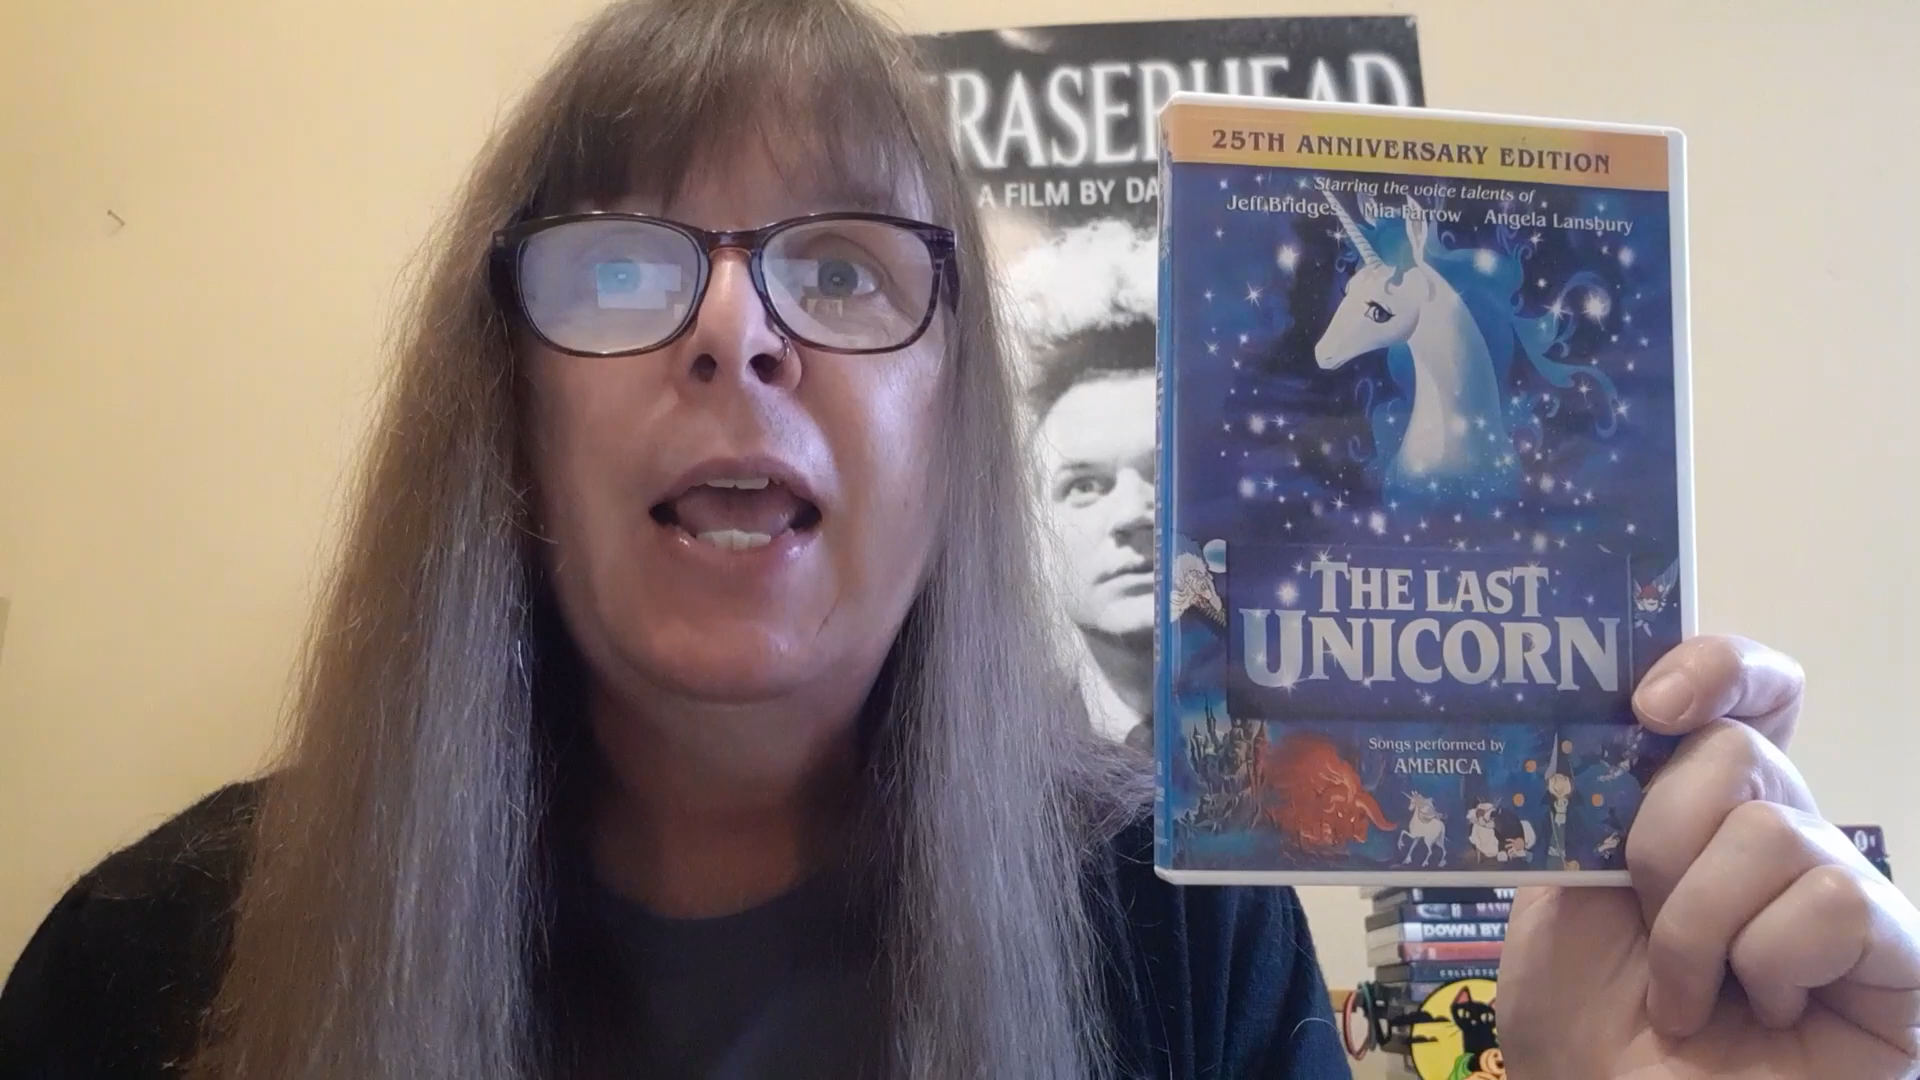 RASERHEAD
A FILM BY DA
25TH ANNIVERSARY EDITION
Starring the voice talents of
Jeff Bridges Mia Farrow Angela Lansbury
THE LAST
UNICORN
Songs performed by
AMERICA
DOWN BY